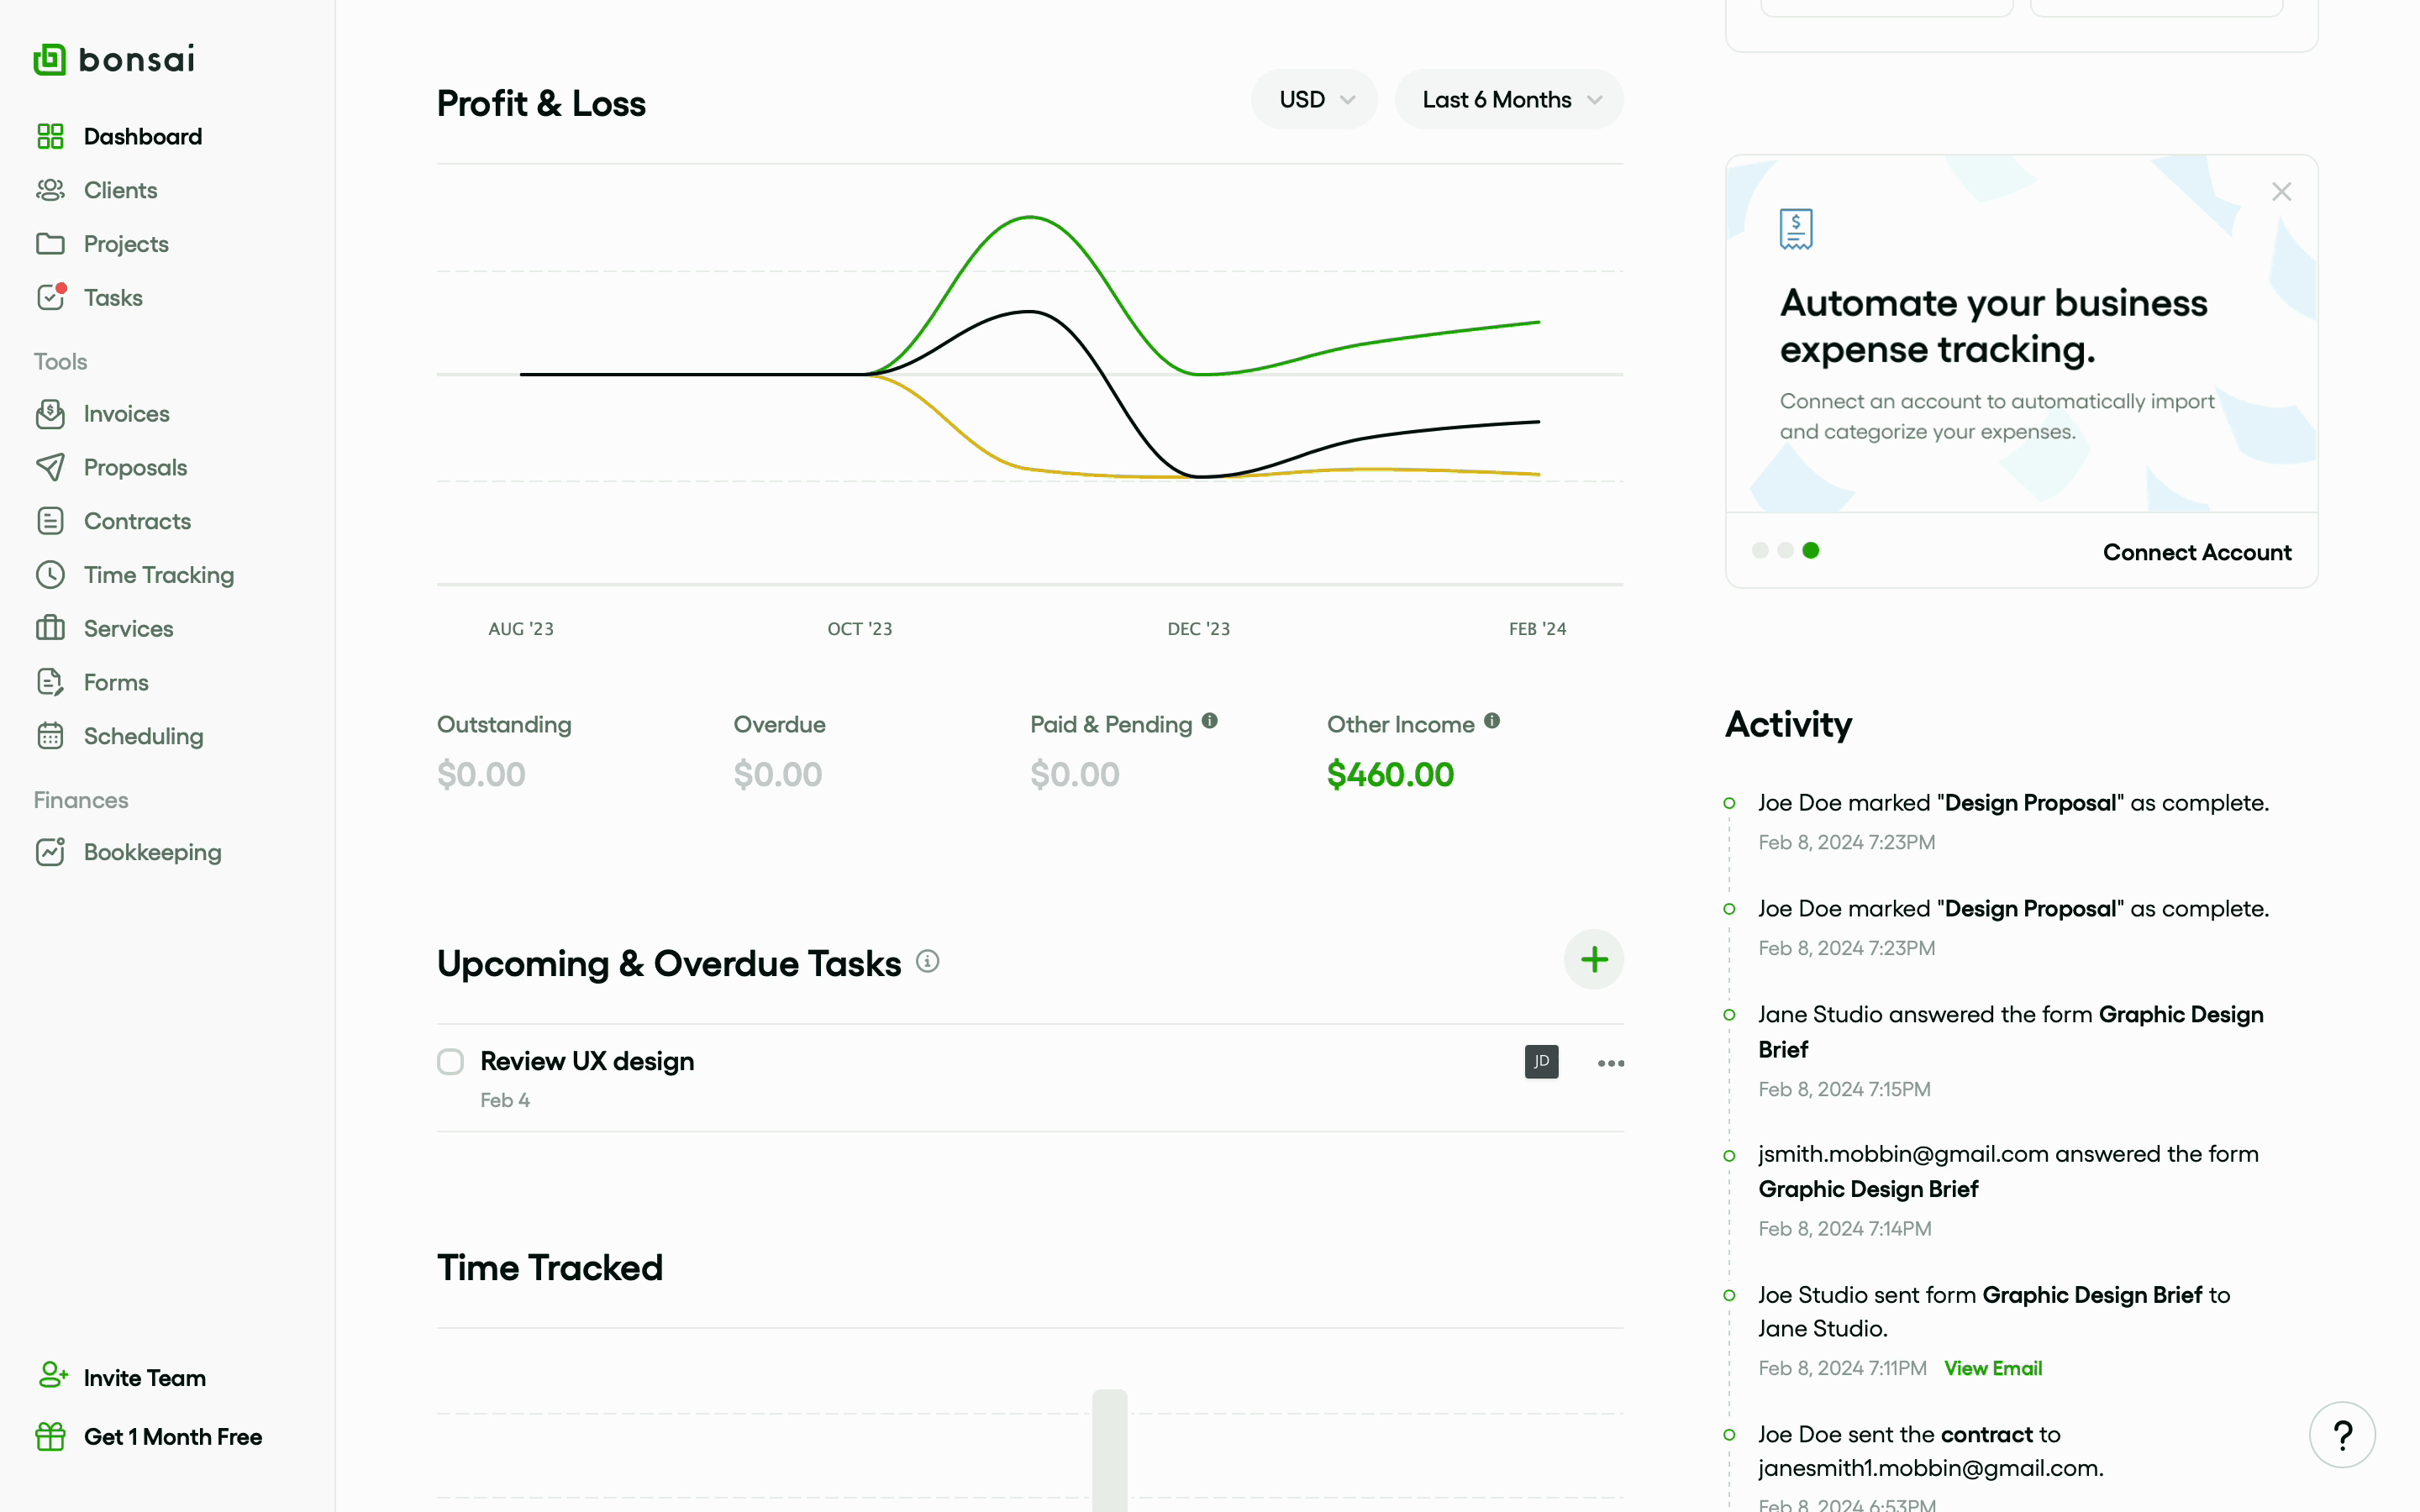 bonsai
Dashboard
Clients
Projects
Tasks
Tools
Invoices
Proposals
Contracts
Time Tracking
Services
Forms
Scheduling
Finances
Bookkeeping
Invite Team
Get 1 Month Free
Profit & Loss
USD
Last 6 Months
AUG '23
OCT '23
DEC '23
FEB '24
Outstanding
$0.00
Overdue
$0.00
Paid & Pending
$0.00
Other Income
$460.00
Upcoming & Overdue Tasks
Review UX design
JD
Feb 4
Time Tracked
Automate your business
expense tracking.
Connect an account to automatically import
and categorize your expenses.
Connect Account
Activity
Joe Doe marked "Design Proposal" as complete.
Feb 8, 2024 7:23PM
Joe Doe marked "Design Proposal" as complete.
Feb 8, 2024 7:23PM
Jane Studio answered the form Graphic Design
Brief
Feb 8, 2024 7:15PM
jsmith.mobbin@gmail.com answered the form
Graphic Design Brief
Feb 8, 2024 7:14PM
Joe Studio sent form Graphic Design Brief to
Jane Studio.
Feb 8, 2024 7:11PM View Email
Joe Doe sent the contract to
janesmith1.mobbin@gmail.com.
Feb 8, 2024 6:53PM
?